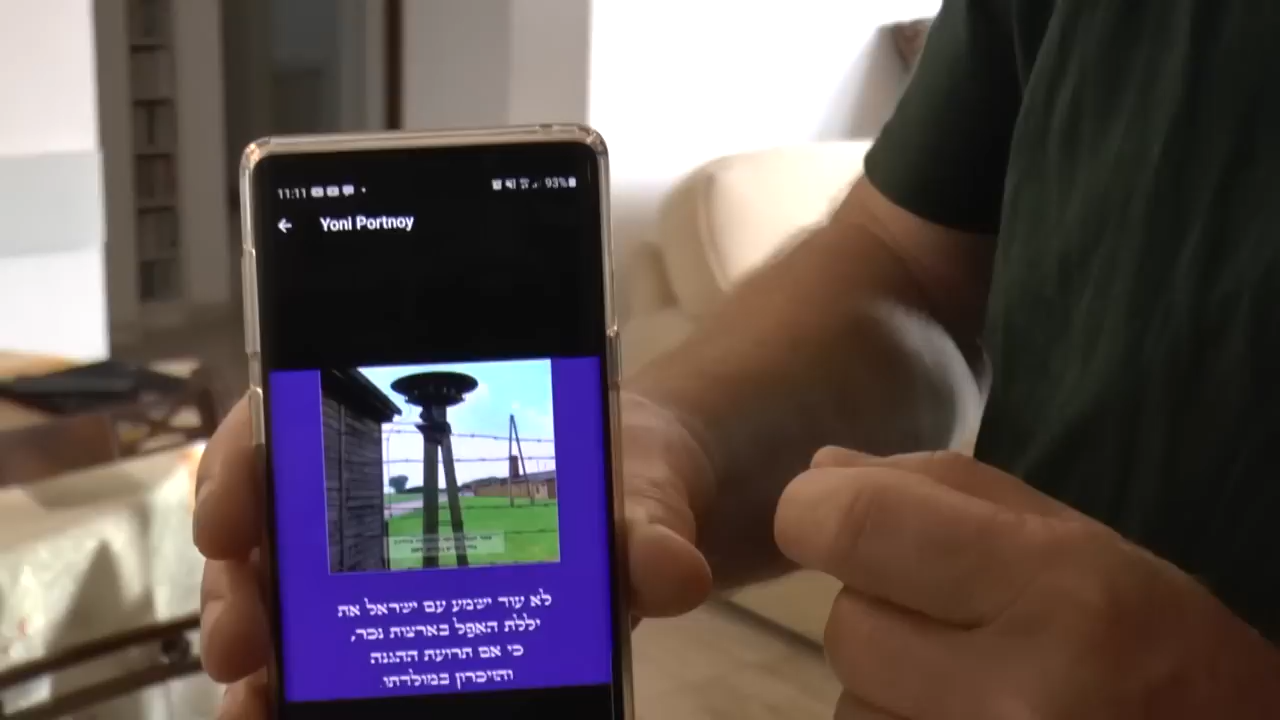 11:11
93%
Yoni Portnoy
לא עוד ישמע עם ישראל את
יללת האפל בארצות נכר,
כי אם תרועת ההגנה
והזיכרון במולדתו.